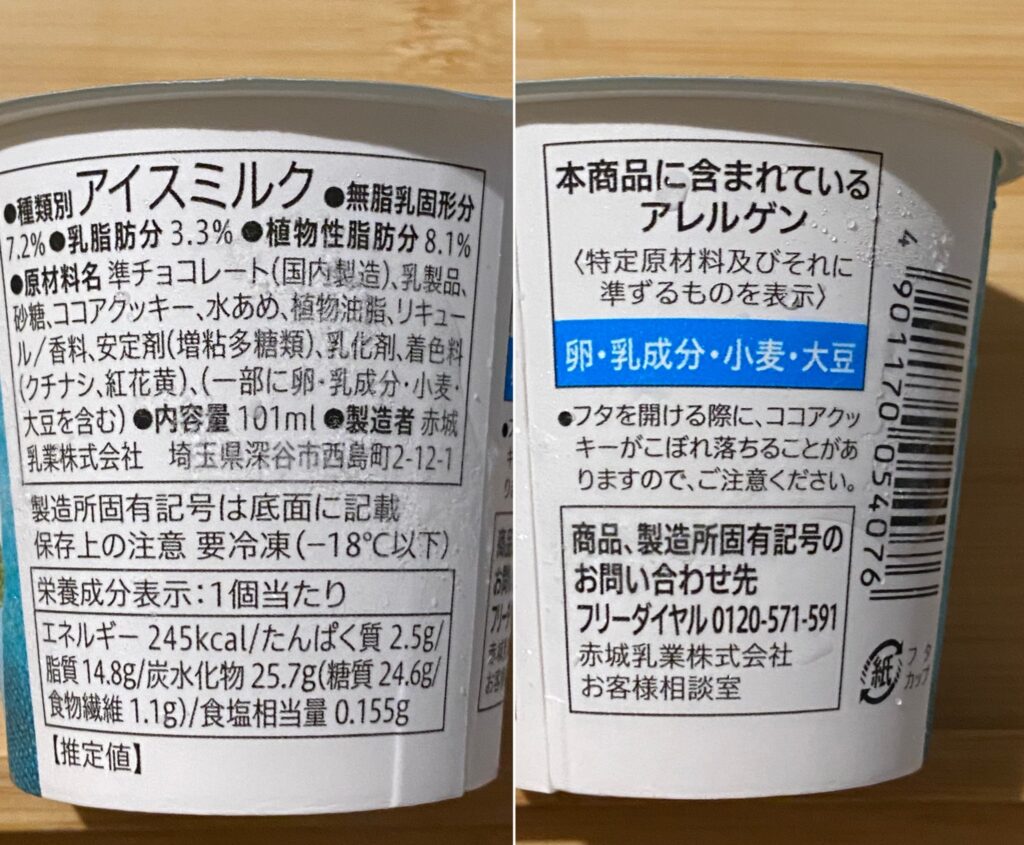 ●種類別 アイスミルク ●無脂乳固形分
7.2% ●乳脂肪分 3.3% ●植物性脂肪分 8.1%
●原材料名 準チョコレート(国内製造)、乳製品、
砂糖、ココアクッキー、水あめ、植物油脂、リキュー
ル/香料、安定剤(増粘多糖類)、乳化剤、着色料
(クチナシ、紅花黄)、(一部に卵・乳成分・小麦・
大豆を含む) ●内容量 101ml ●製造者 赤城
乳業株式会社 埼玉県深谷市西島町2-12-1
製造所固有記号は底面に記載
保存上の注意 要冷凍(−18℃以下)
栄養成分表示:1個当たり
エネルギー 245kcal/たんぱく質 2.5g/
脂質 14.8g/炭水化物 25.7g(糖質 24.6g/
食物繊維 1.1g)/食塩相当量 0.155g
【推定値】
本商品に含まれている
アレルゲン
〈特定原材料及びそれに
準ずるものを表示〉
卵・乳成分・小麦・大豆
●フタを開ける際に、ココアクッ
キーがこぼれ落ちることがあ
りますので、ご注意ください。
商品、製造所固有記号の
お問い合わせ先
フリーダイヤル 0120-571-591
赤城乳業株式会社
お客様相談室
4 901170 054076
紙
フタ
カップ